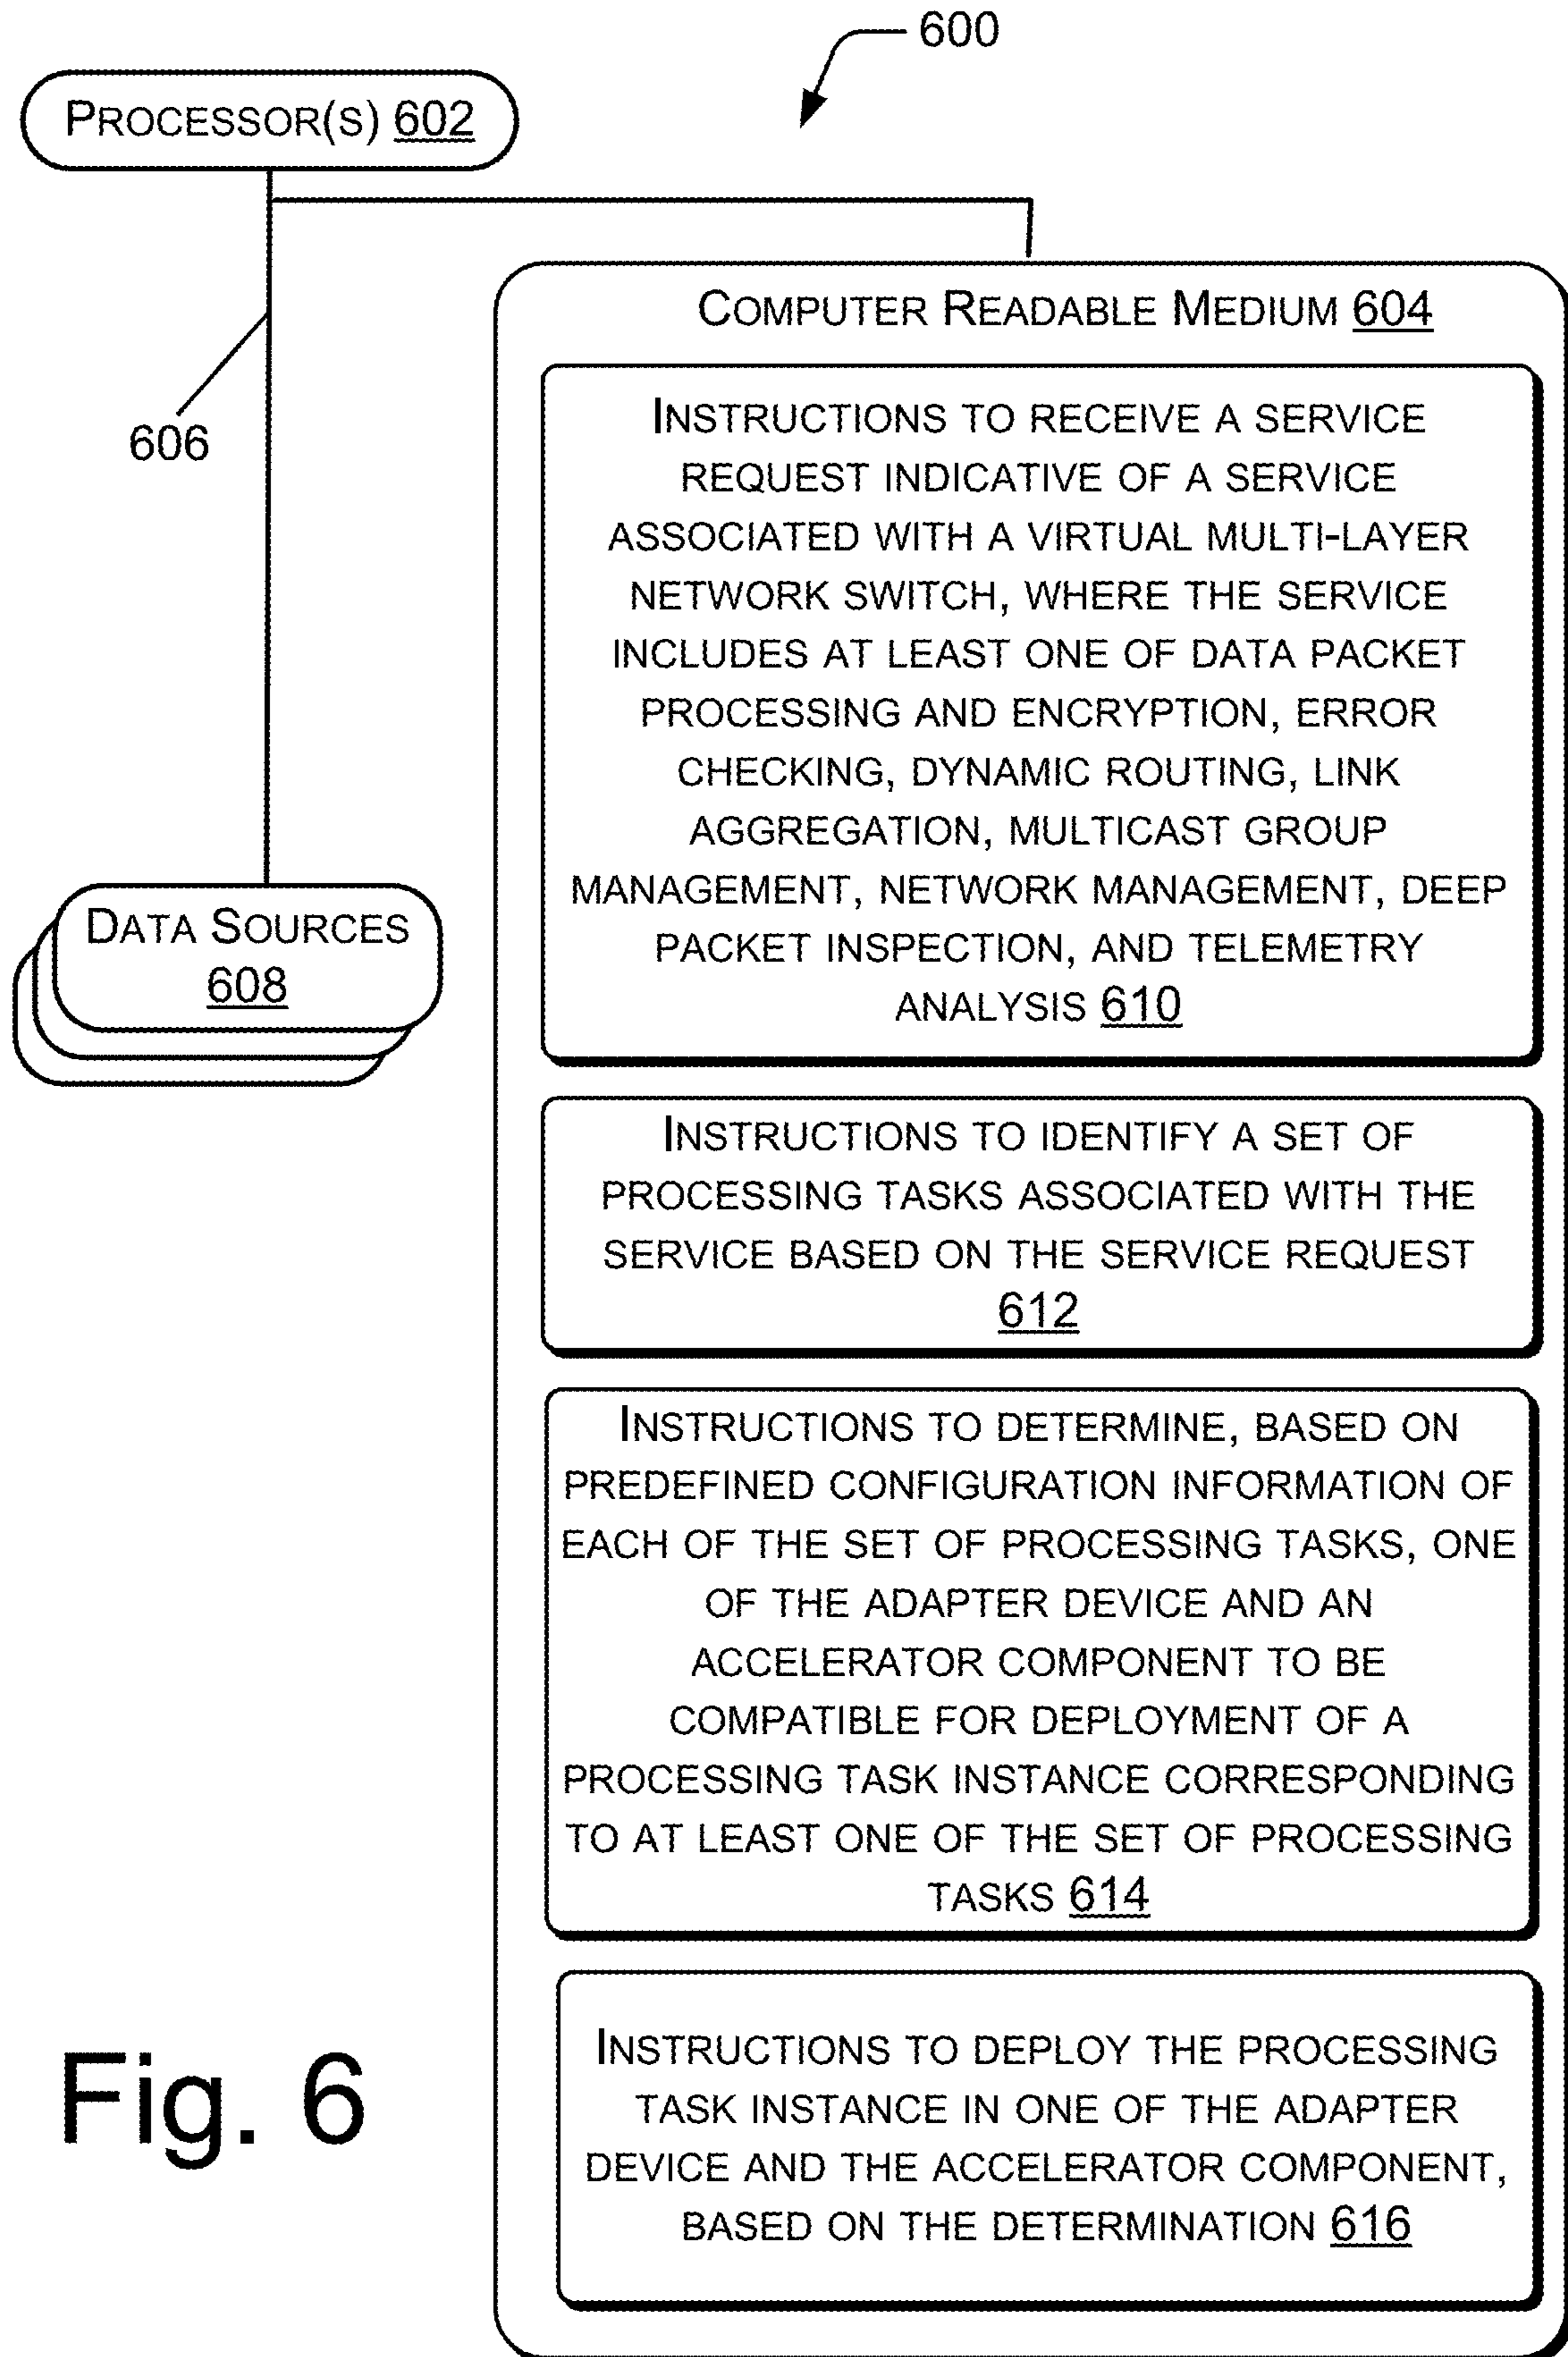 600
PROCESSOR(S) 602
COMPUTER READABLE MEDIUM 604
606
INSTRUCTIONS TO RECEIVE A SERVICE
REQUEST INDICATIVE OF A SERVICE
ASSOCIATED WITH A VIRTUAL MULTI-LAYER
NETWORK SWITCH, WHERE THE SERVICE
INCLUDES AT LEAST ONE OF DATA PACKET
PROCESSING AND ENCRYPTION, ERROR
CHECKING, DYNAMIC ROUTING, LINK
AGGREGATION, MULTICAST GROUP
MANAGEMENT, NETWORK MANAGEMENT, DEEP
PACKET INSPECTION, AND TELEMETRY
ANALYSIS 610
DATA SOURCES
608
INSTRUCTIONS TO IDENTIFY A SET OF
PROCESSING TASKS ASSOCIATED WITH THE
SERVICE BASED ON THE SERVICE REQUEST
612
INSTRUCTIONS TO DETERMINE, BASED ON
PREDEFINED CONFIGURATION INFORMATION OF
EACH OF THE SET OF PROCESSING TASKS, ONE
OF THE ADAPTER DEVICE AND AN
ACCELERATOR COMPONENT TO BE
COMPATIBLE FOR DEPLOYMENT OF A
PROCESSING TASK INSTANCE CORRESPONDING
TO AT LEAST ONE OF THE SET OF PROCESSING
TASKS 614
INSTRUCTIONS TO DEPLOY THE PROCESSING
TASK INSTANCE IN ONE OF THE ADAPTER
DEVICE AND THE ACCELERATOR COMPONENT,
BASED ON THE DETERMINATION 616
Fig. 6